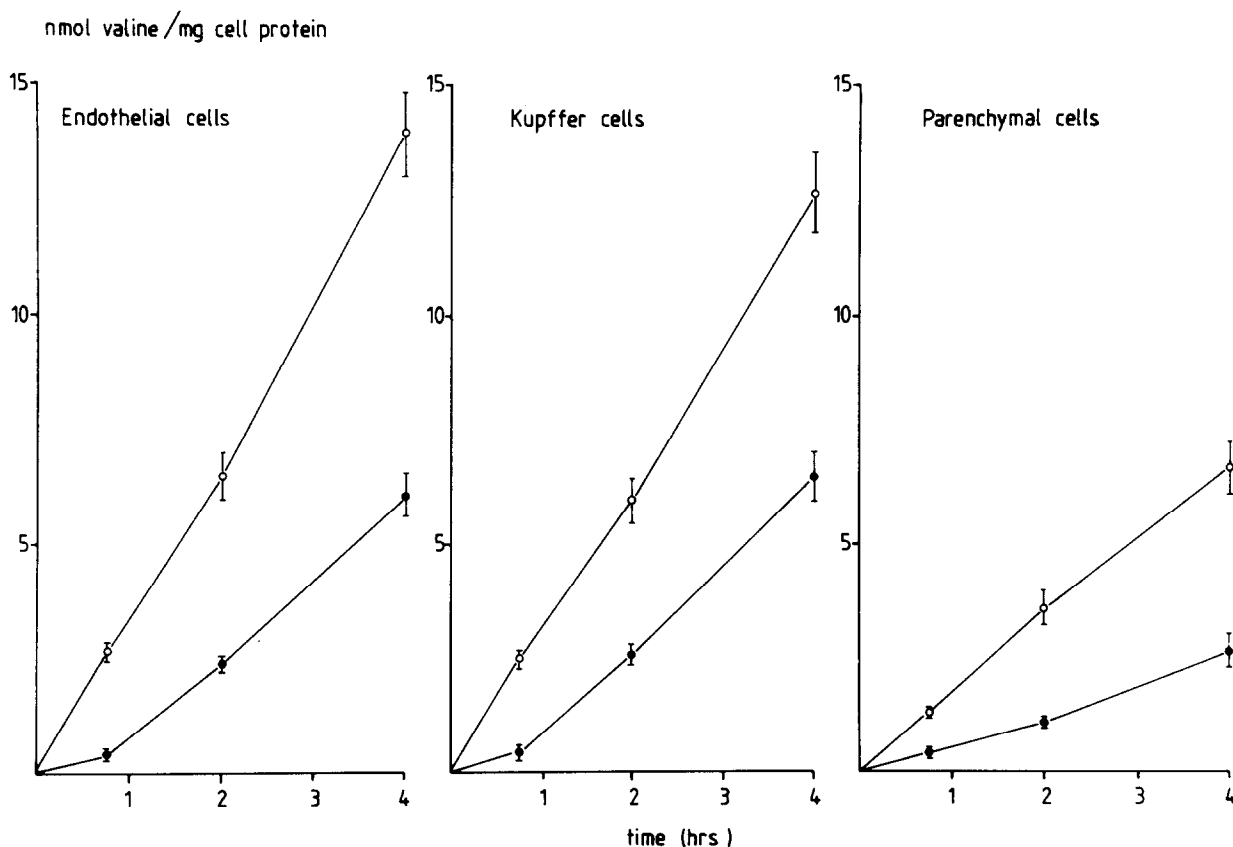 nmol valine/mg cell protein
15
Endothelial cells
10
5
1 2 3 4
15
Kupffer cells
10
5
1 2 3 4
15
Parenchymal cells
10
5
1 2 3 4
time (hrs)